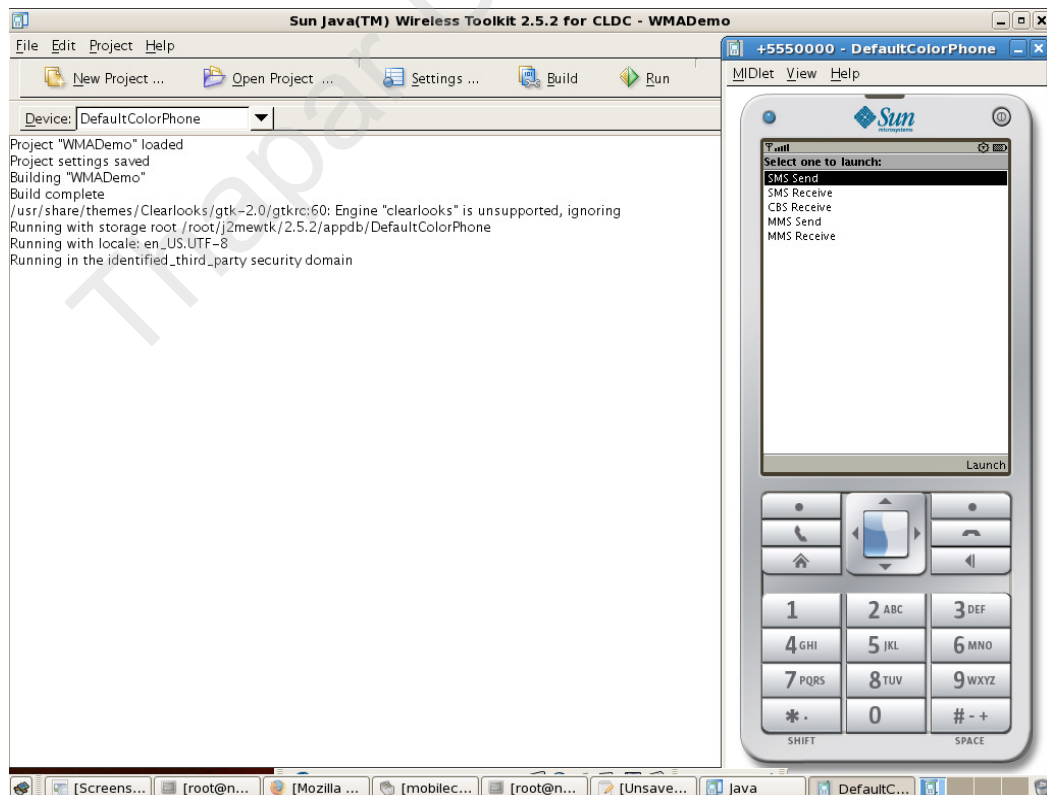 Sun Java(TM) Wireless Toolkit 2.5.2 for CLDC - WMADemo
File Edit Project Help
New Project ... Open Project ... Settings ... Build Run
Device: DefaultColorPhone
Project "WMADemo" loaded
Project settings saved
Building "WMADemo"
Build complete
/usr/share/themes/Clearlooks/gtk-2.0/gtkrc:60: Engine "clearlooks" is unsupported, ignoring
Running with storage root /root/j2mewtk/2.5.2/appdb/DefaultColorPhone
Running with locale: en_US.UTF-8
Running in the identified_third_party security domain
+5550000 - DefaultColorPhone
MIDlet View Help
Sun
microsystems
Select one to launch:
SMS Send
SMS Receive
CBS Receive
MMS Send
MMS Receive
Launch
1 2 ABC 3 DEF
4 GHI 5 JKL 6 MNO
7 PQRS 8 TUV 9 WXYZ
* . 0 # - +
SHIFT SPACE
[Screens... [root@n... [Mozilla ... [mobilec... [root@n... [Unsave... Java DefaultC...
Thapar